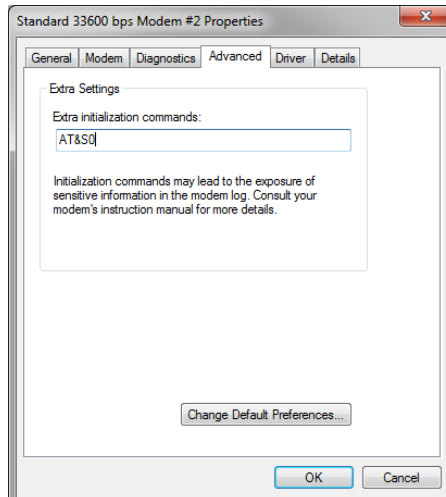 Standard 33600 bps Modem #2 Properties
General Modem Diagnostics Advanced Driver Details
Extra Settings
Extra initialization commands:
AT&S0
Initialization commands may lead to the exposure of
sensitive information in the modem log. Consult your
modem's instruction manual for more details.
Change Default Preferences...
OK Cancel